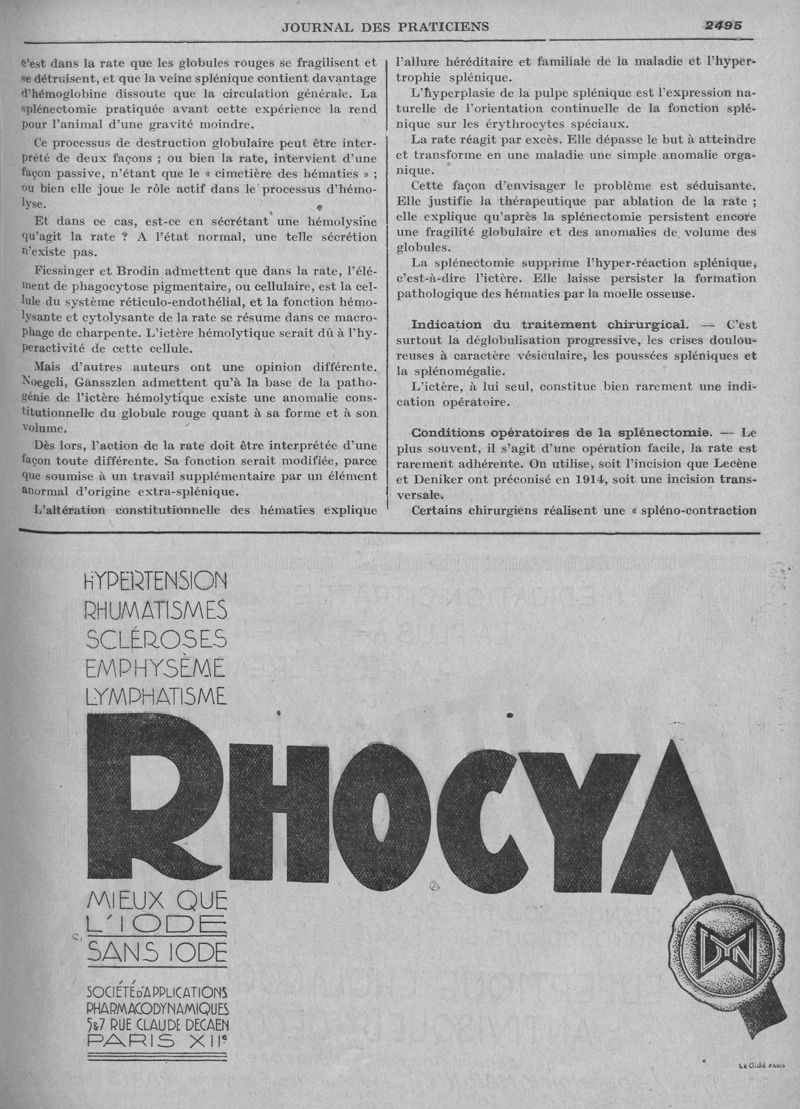 JOURNAL DES PRATICIENS
2495
C'est dans la rate que les globules rouges se fragilisent et
se détruisent, et que la veine splénique contient davantage
d'hémoglobine dissoute que la circulation générale. La
splénectomie pratiquée avant cette expérience la rend
pour l'animal d'une gravité moindre.
Ce processus de destruction globulaire peut être inter-
prété de deux façons ; ou bien la rate, intervient d'une
façon passive, n'étant que le « cimetière des hématies » ;
ou bien elle joue le rôle actif dans le processus d'hémo-
lyse.
Et dans ce cas, est-ce en sécrétant une hémolysine
qu'agit la rate ? A l'état normal, une telle sécrétion
n'existe pas.
Fiessinger et Brodin admettent que dans la rate, l'élé-
ment de phagocytose pigmentaire, ou cellulaire, est la cel-
lule du système réticulo-endothélial, et la fonction hémo-
lysante et cytolysante de la rate se résume dans ce macro-
phage de charpente. L'ictère hémolytique serait dû à l'hy-
peractivité de cette cellule.
Mais d'autres auteurs ont une opinion différente.
Noegeli, Gansszlen admettent qu'à la base de la patho-
génie de l'ictère hémolytique existe une anomalie cons-
titutionnelle du globule rouge quant à sa forme et à son
volume.
Dès lors, l'action de la rate doit être interprétée d'une
façon toute différente. Sa fonction serait modifiée, parce
que soumise à un travail supplémentaire par un élément
anormal d'origine extra-splénique.
L'altération constitutionnelle des hématies explique
l'allure héréditaire et familiale de la maladie et l'hyper-
trophie splénique.
L'hyperplasie de la pulpe splénique est l'expression na-
turelle de l'orientation continuelle de la fonction splé-
nique sur les érythrocytes spéciaux.
La rate réagit par excès. Elle dépasse le but à atteindre
et transforme en une maladie une simple anomalie orga-
nique.
Cette façon d'envisager le problème est séduisante.
Elle justifie la thérapeutique par ablation de la rate ;
elle explique qu'après la splénectomie persistent encore
une fragilité globulaire et des anomalies de volume des
globules.
La splénectomie supprime l'hyper-réaction splénique,
c'est-à-dire l'ictère. Elle laisse persister la formation
pathologique des hématies par la moelle osseuse.
Indication du traitement chirurgical. — C'est
surtout la déglobulisation progressive, les crises doulou-
reuses à caractère vésiculaire, les poussées spléniques et
la splénomégalie.
L'ictère, à lui seul, constitue bien rarement une indi-
cation opératoire.
Conditions opératoires de la splénectomie. — Le
plus souvent, il s'agit d'une opération facile, la rate est
rarement adhérente. On utilise, soit l'incision que Lecène
et Deniker ont préconisé en 1914, soit une incision trans-
versale.
Certains chirurgiens réalisent une « spléno-contraction
HYPERTENSION
RHUMATISMES
SCLÉROSES
EMPHYSÈME
LYMPHATISME
RHOCYA
MIEUX QUE
L'IODE
SANS IODE
SOCIÉTÉ D'APPLICATIONS
PHARMACODYNAMIQUES
5&7 RUE CLAUDE DECAEN
PARIS XIIe
DYN
Le Cliché PARIS